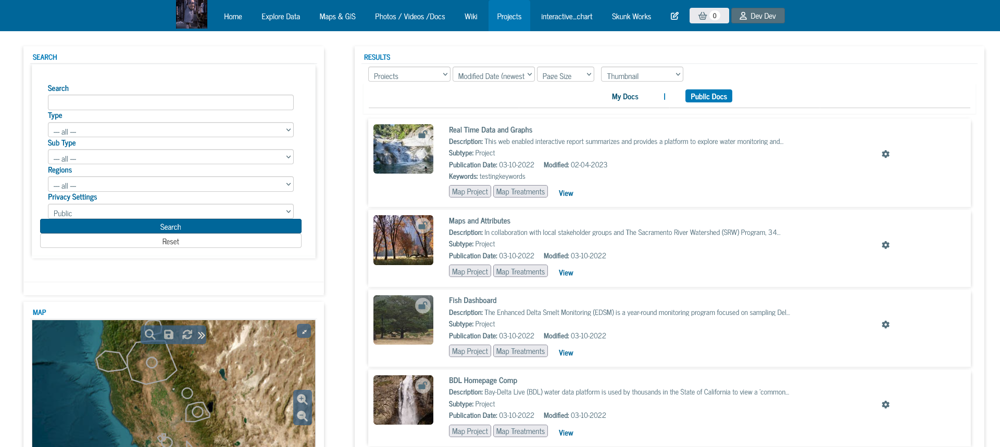 Home Explore Data Maps & GIS Photos / Videos /Docs Wiki Projects interactive_chart Skunk Works 0 Dev Dev
SEARCH
Search
Type
— all —
Sub Type
— all —
Regions
— all —
Privacy Settings
Public
Search
Reset
MAP
RESULTS
Projects Modified Date (newest Page Size Thumbnail
My Docs | Public Docs
Real Time Data and Graphs
Description: This web enabled interactive report summarizes and provides a platform to explore water monitoring and...
Subtype: Project
Publication Date: 03-10-2022 Modified: 02-04-2023
Keywords: testingkeywords
Map Project Map Treatments View
Maps and Attributes
Description: In collaboration with local stakeholder groups and The Sacramento River Watershed (SRW) Program, 34...
Subtype: Project
Publication Date: 03-10-2022 Modified: 03-10-2022
Map Project Map Treatments View
Fish Dashboard
Description: The Enhanced Delta Smelt Monitoring (EDSM) is a year-round monitoring program focused on sampling Del...
Subtype: Project
Publication Date: 03-10-2022 Modified: 03-10-2022
Map Project Map Treatments View
BDL Homepage Comp
Description: Bay-Delta Live (BDL) water data platform is used by thousands in the State of California to view a 'common...
Subtype: Project
Publication Date: 03-10-2022 Modified: 03-10-2022
Map Project Map Treatments View